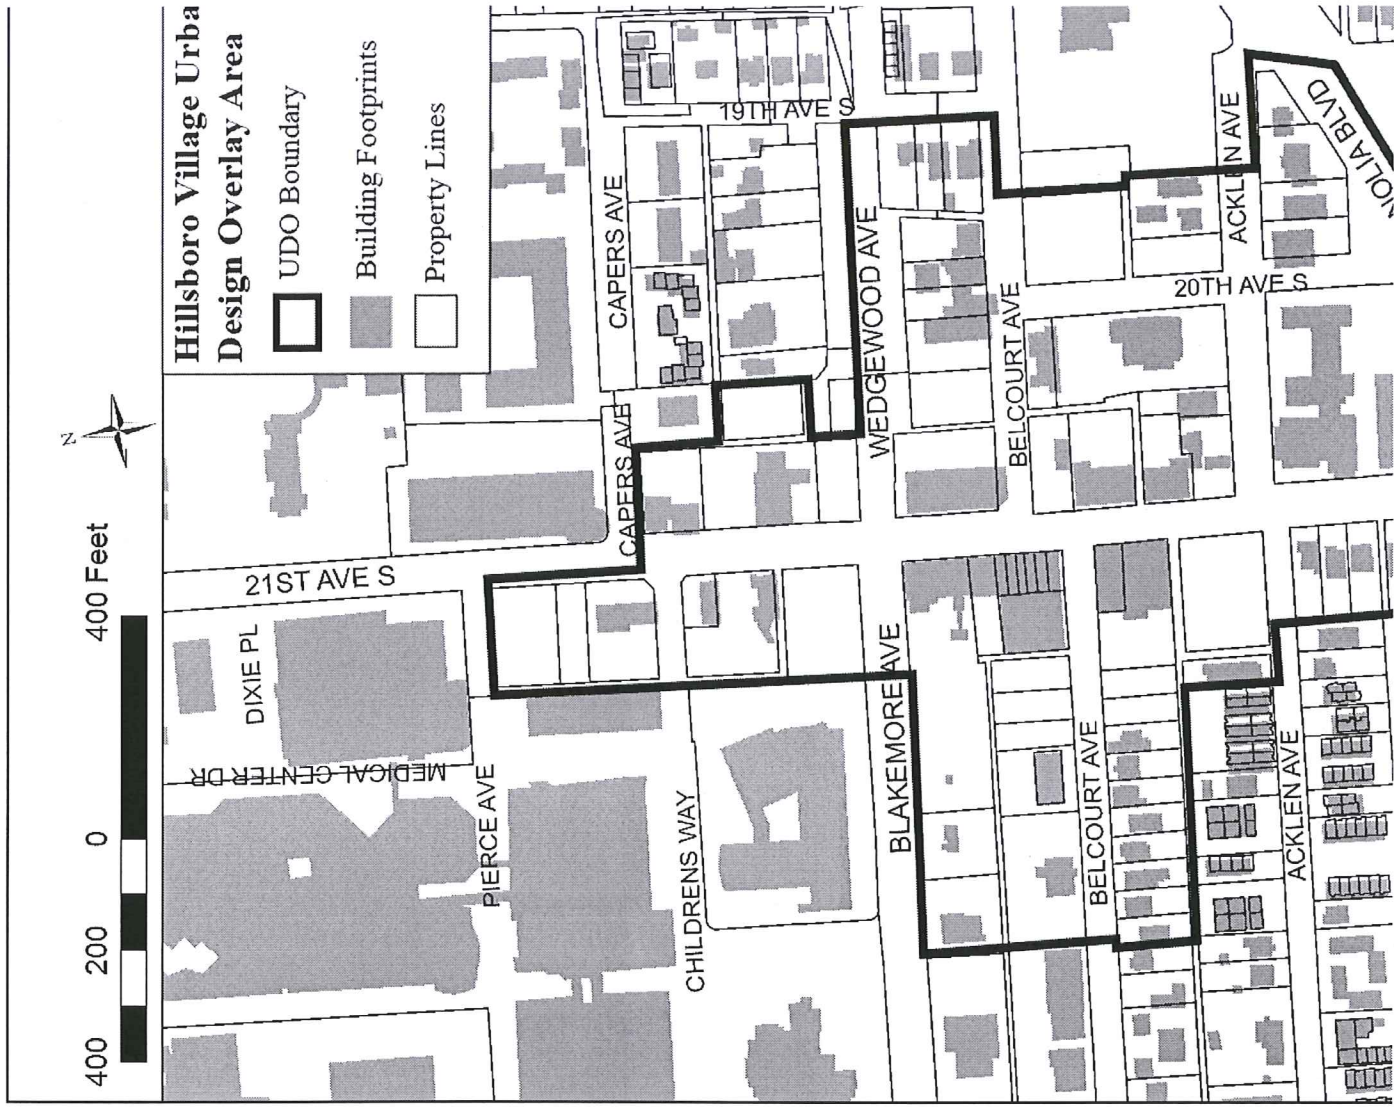 Hillsboro Village Urba
Design Overlay Area
UDO Boundary
Building Footprints
Property Lines
N
400 200 0 400 Feet
19TH AVE S
CAPERS AVE
CAPERS AVE
WEDGEWOOD AVE
BELCOURT AVE
ACKLEN AVE
NOLIA BLVD
20TH AVE S
21ST AVE S
DIXIE PL
MEDICAL CENTER DR
PIERCE AVE
CHILDRENS WAY
BLAKEMORE AVE
BELCOURT AVE
ACKLEN AVE